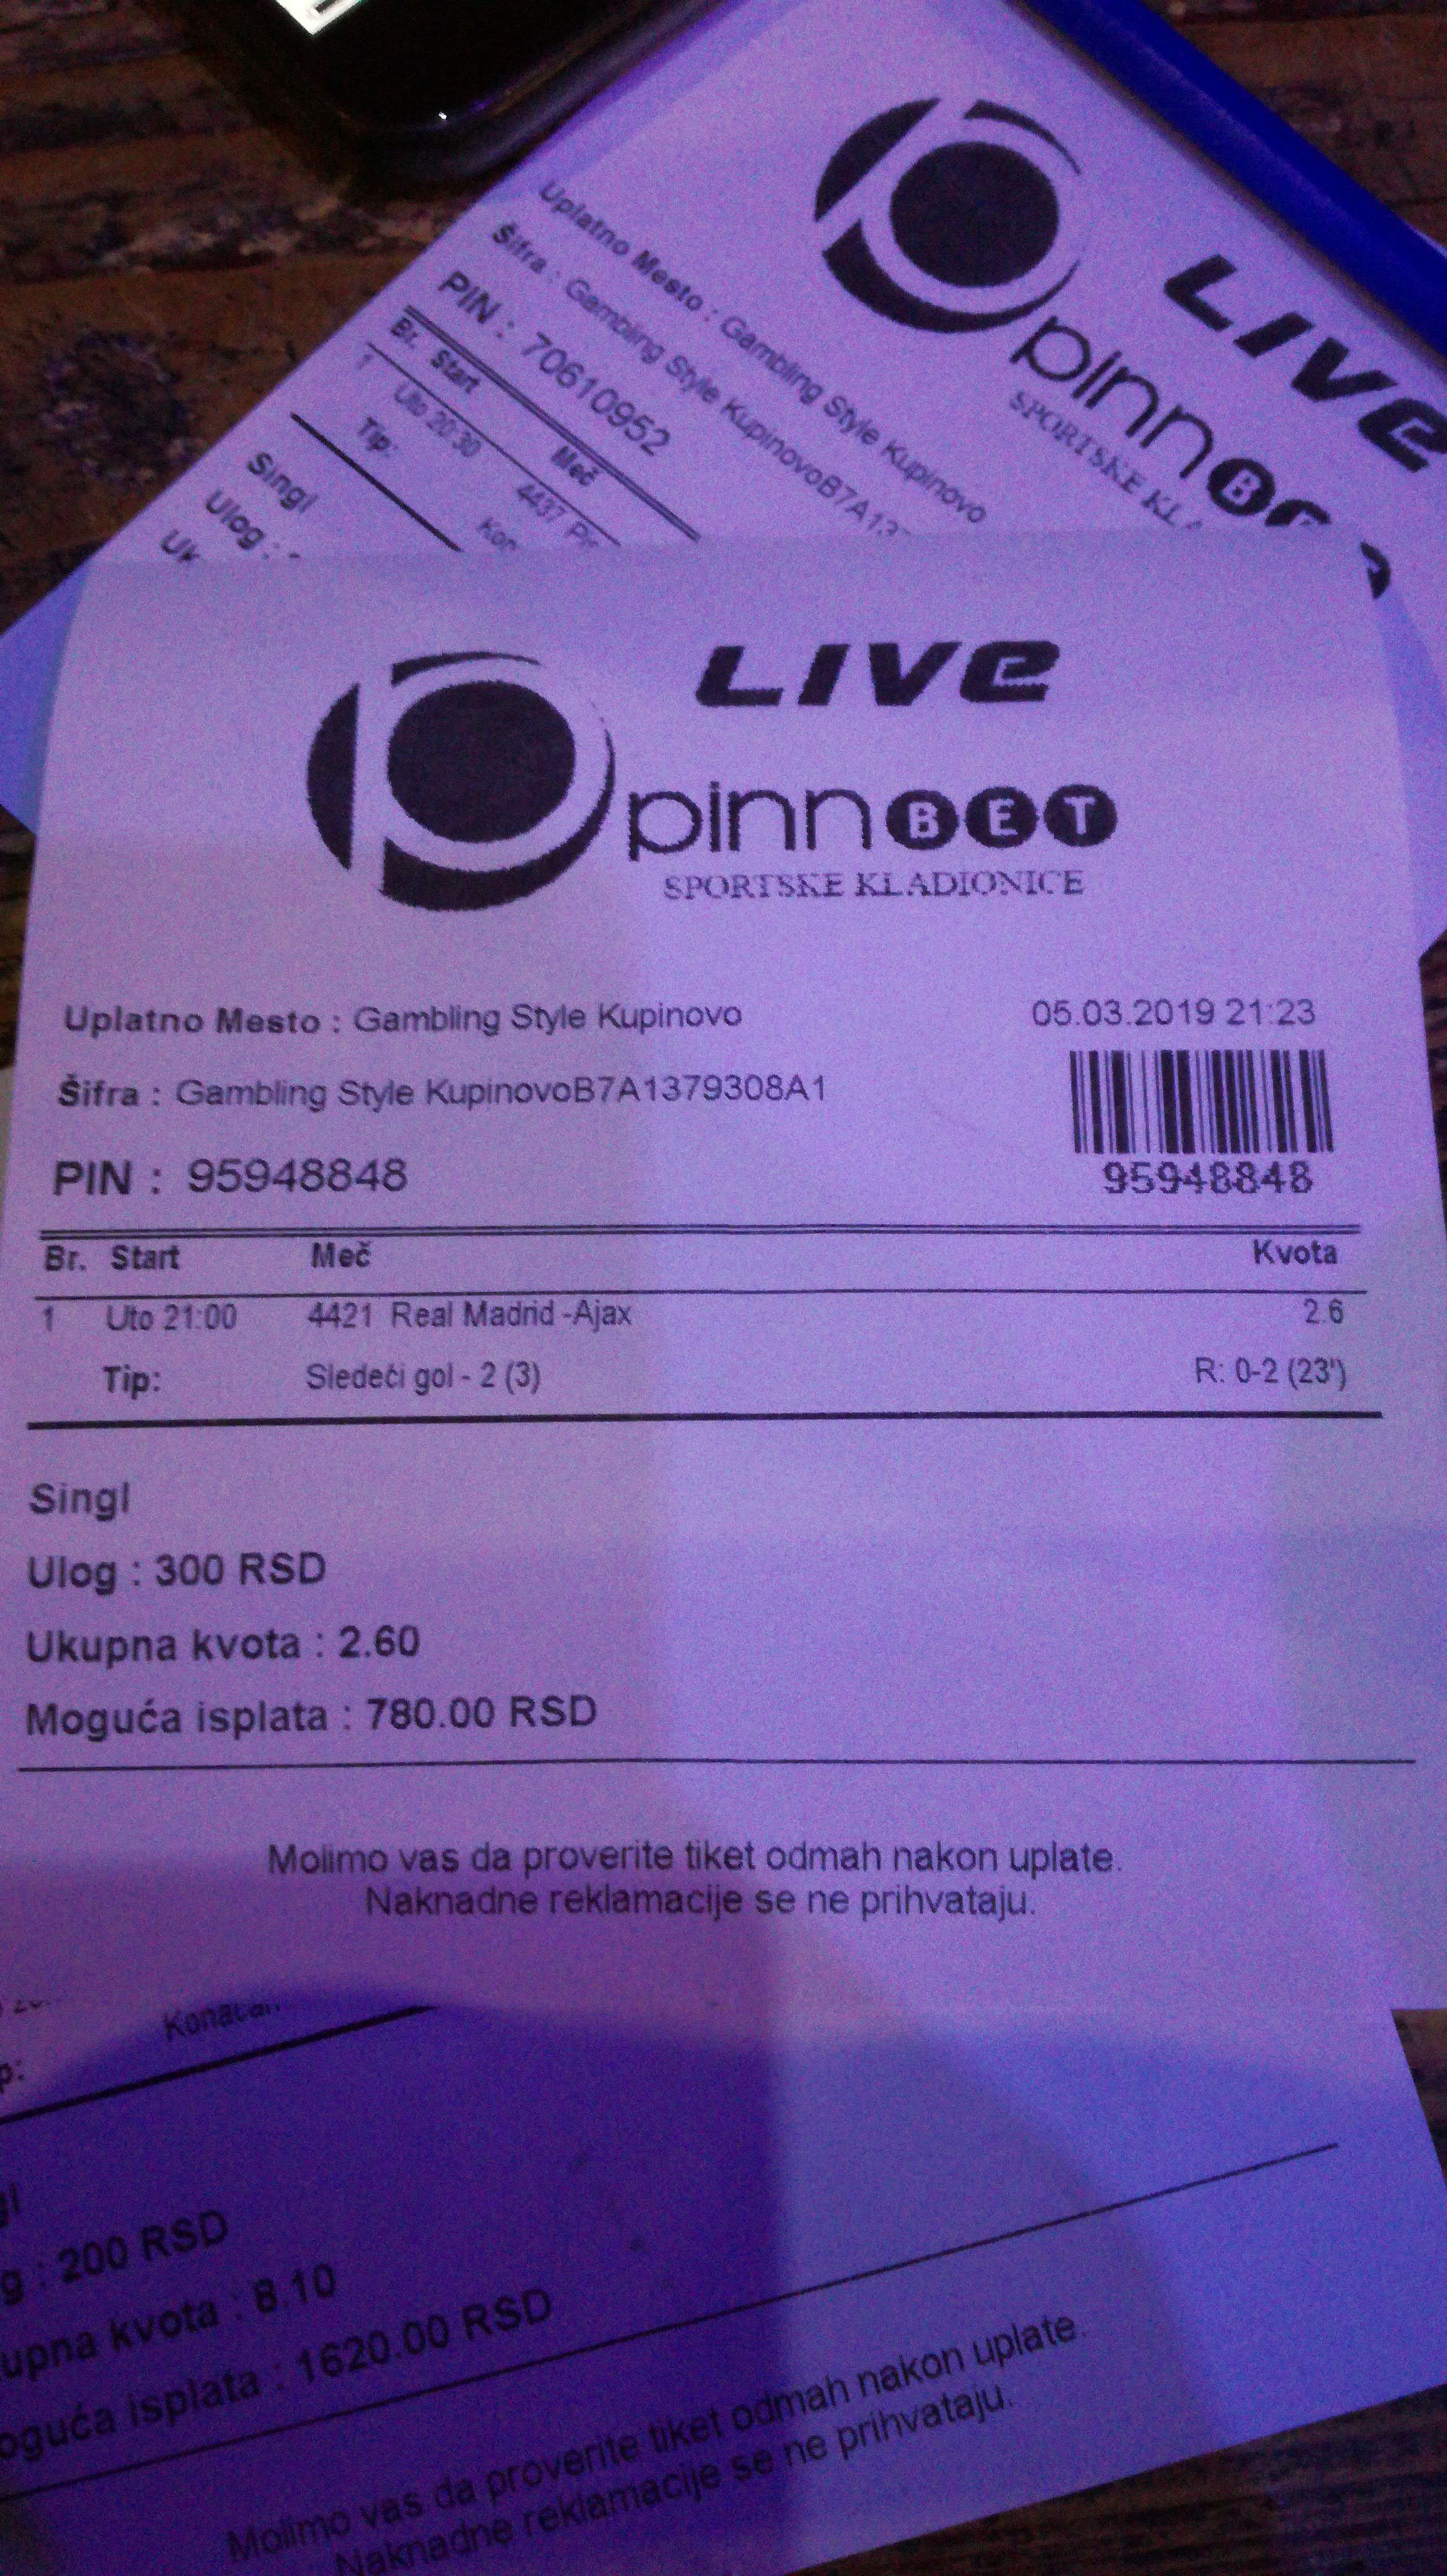 LIVE
pinnB
SPORTSKE
Uplatno Mesto : Gambling Style Kupinovo
Šifra : Gambling Style KupinovoB7A13
PIN : 70610952
Br. Start Meč
1 Uto 20:30 4437
Tip:
Singl
Ulog :
LIVE
pinnBET
SPORTSKE KLADIONICE
Uplatno Mesto : Gambling Style Kupinovo 05.03.2019 21:23
Šifra : Gambling Style KupinovoB7A1379308A1
PIN : 95948848 95948848
Br. Start Meč Kvota
1 Uto 21:00 4421 Real Madrid -Ajax 2.6
Tip: Sledeći gol - 2 (3) R: 0-2 (23')
Singl
Ulog : 300 RSD
Ukupna kvota : 2.60
Moguća isplata : 780.00 RSD
Molimo vas da proverite tiket odmah nakon uplate.
Naknadne reklamacije se ne prihvataju.
p:
gl
g : 200 RSD
upna kvota : 8.10
oguća isplata : 1620.00 RSD
Molimo vas da proverite tiket odmah nakon uplate.
Naknadne reklamacije se ne prihvataju.